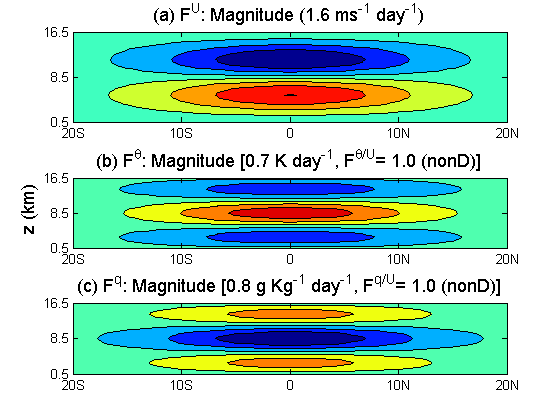 (a) F^U: Magnitude (1.6 ms^-1 day^-1)
16.5
8.5
0.5
20S 10S 0 10N 20N
(b) F^θ: Magnitude [0.7 K day^-1, F^θ/U= 1.0 (nonD)]
16.5
8.5
0.5
z (km)
20S 10S 0 10N 20N
(c) F^q: Magnitude [0.8 g Kg^-1 day^-1, F^q/U= 1.0 (nonD)]
16.5
8.5
0.5
20S 10S 0 10N 20N